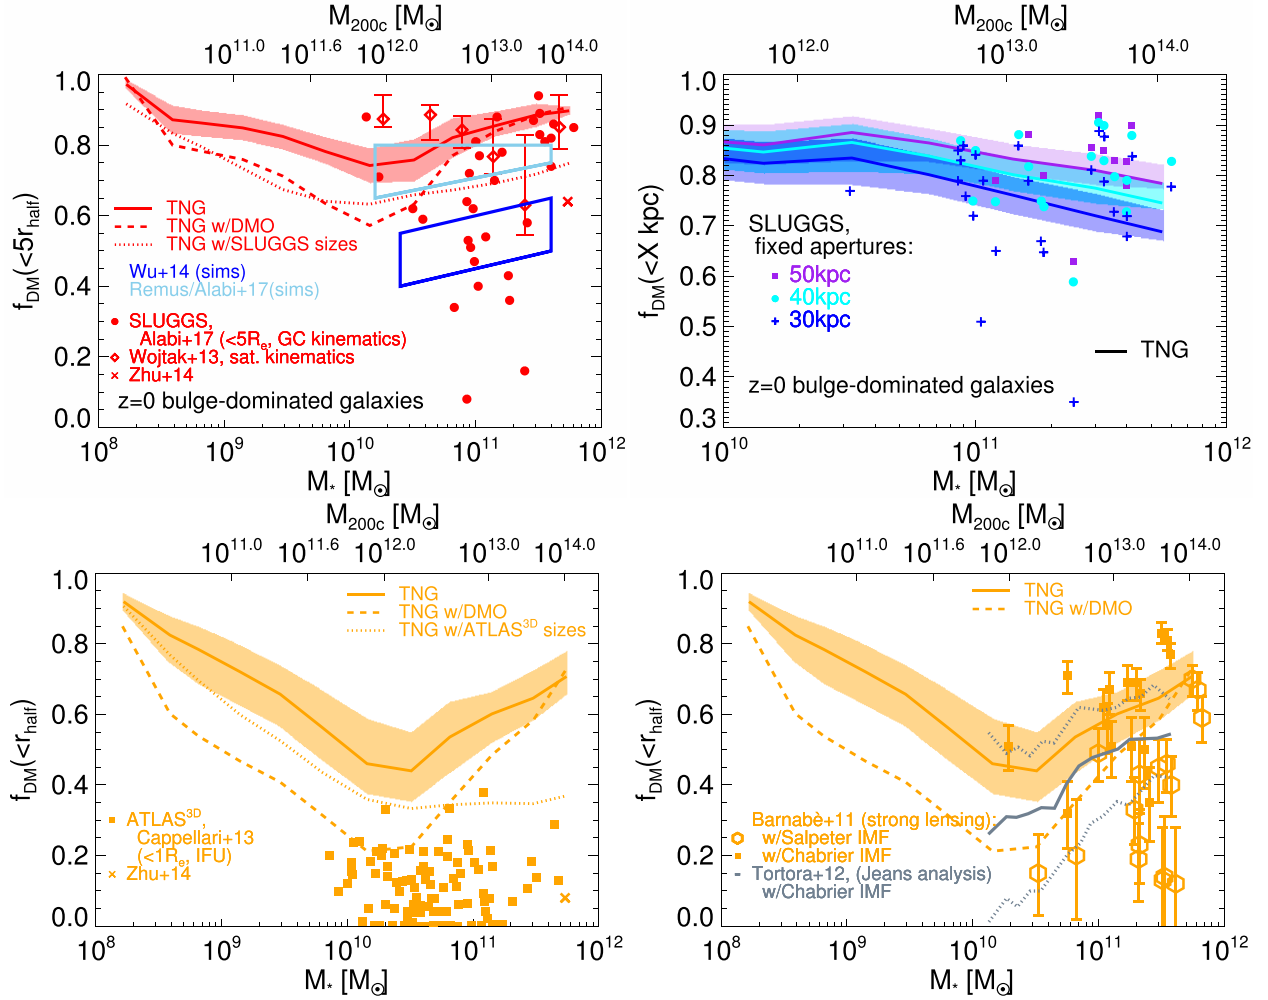 M200c [M☉]
10^11.0 10^11.6 10^12.0 10^13.0 10^14.0
1.0
0.8
0.6
0.4
0.2
0.0
fDM(<5rhalf)
TNG
TNG w/DMO
TNG w/SLUGGS sizes
Wu+14 (sims)
Remus/Alabi+17(sims)
SLUGGS,
Alabi+17 (<5Re, GC kinematics)
Wojtak+13, sat. kinematics
Zhu+14
z=0 bulge-dominated galaxies
10^8 10^9 10^10 10^11 10^12
M* [M☉]
M200c [M☉]
10^12.0 10^13.0 10^14.0
0.9
0.8
0.7
0.6
0.5
0.4
0.3
fDM(<X kpc)
SLUGGS,
fixed apertures:
50kpc
40kpc
30kpc
TNG
z=0 bulge-dominated galaxies
10^10 10^11 10^12
M* [M☉]
M200c [M☉]
10^11.0 10^11.6 10^12.0 10^13.0 10^14.0
1.0
0.8
0.6
0.4
0.2
0.0
fDM(<rhalf)
TNG
TNG w/DMO
TNG w/ATLAS3D sizes
ATLAS3D,
Cappellari+13
(<1Re, IFU)
Zhu+14
10^8 10^9 10^10 10^11 10^12
M* [M☉]
M200c [M☉]
10^11.0 10^11.6 10^12.0 10^13.0 10^14.0
1.0
0.8
0.6
0.4
0.2
0.0
fDM(<rhalf)
TNG
TNG w/DMO
Barnabè+11 (strong lensing)
w/Salpeter IMF
w/Chabrier IMF
Tortora+12, (Jeans analysis)
w/Chabrier IMF
10^8 10^9 10^10 10^11 10^12
M* [M☉]